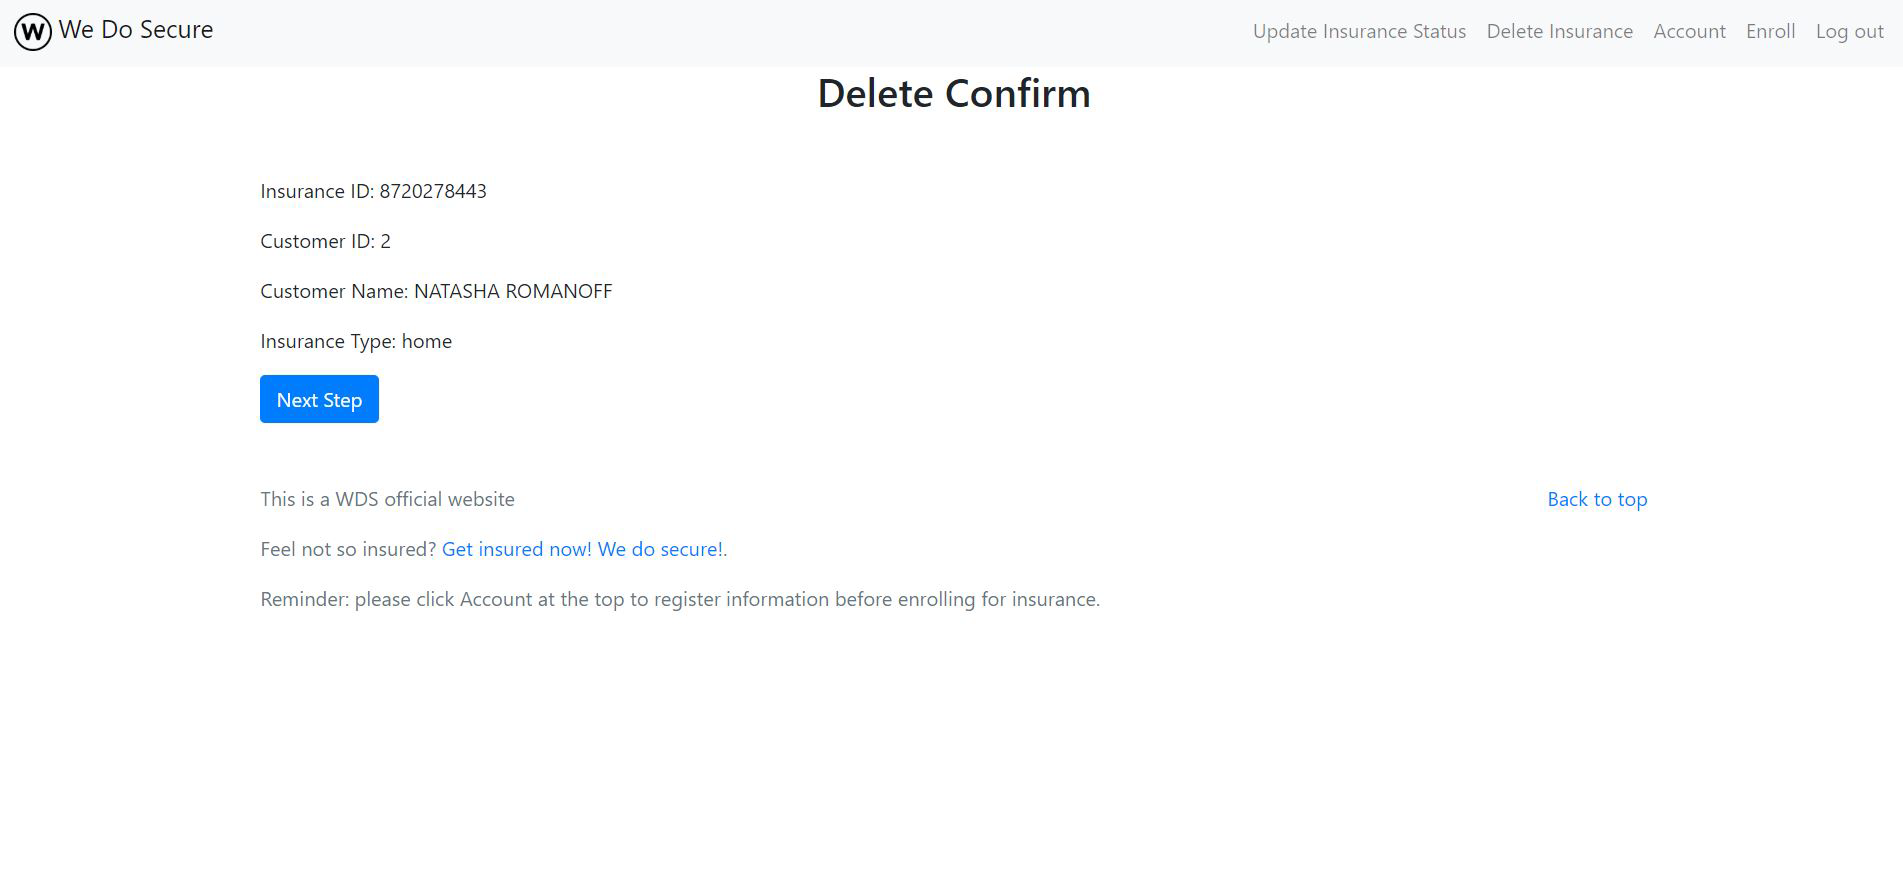 W We Do Secure
Update Insurance Status Delete Insurance Account Enroll Log out
Delete Confirm
Insurance ID: 8720278443
Customer ID: 2
Customer Name: NATASHA ROMANOFF
Insurance Type: home
Next Step
This is a WDS official website
Back to top
Feel not so insured? Get insured now! We do secure!.
Reminder: please click Account at the top to register information before enrolling for insurance.